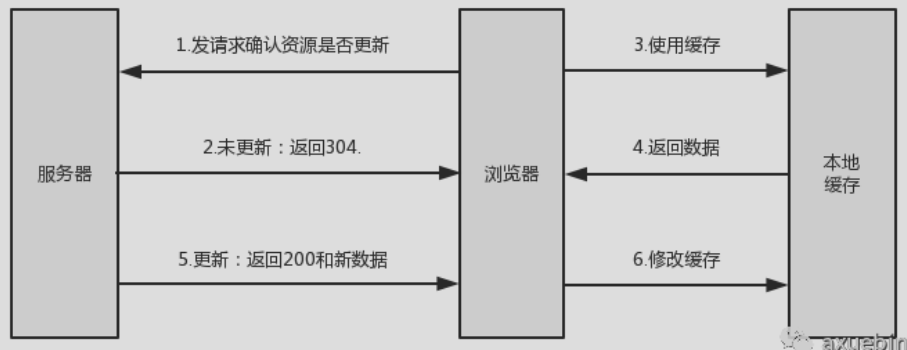 1.发请求确认资源是否更新
3.使用缓存
2.未更新：返回304.
4.返回数据
服务器
浏览器
本地
缓存
5.更新：返回200和新数据
6.修改缓存
axuebin